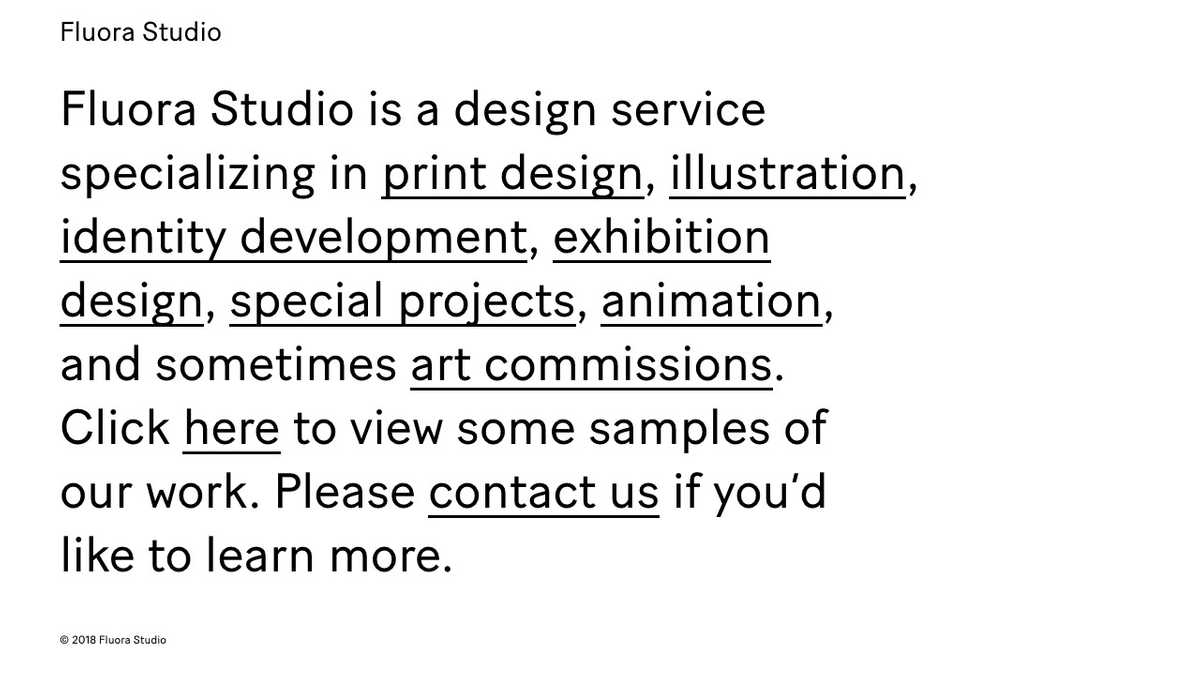 Fluora Studio
Fluora Studio is a design service
specializing in print design, illustration,
identity development, exhibition
design, special projects, animation,
and sometimes art commissions.
Click here to view some samples of
our work. Please contact us if you’d
like to learn more.
© 2018 Fluora Studio